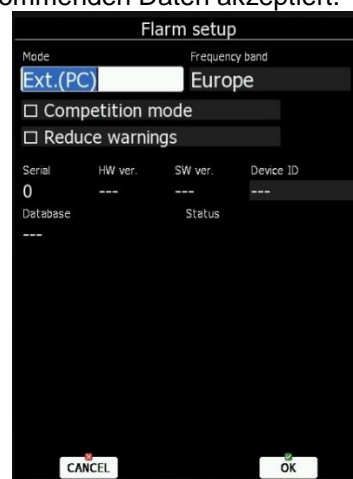 ommenden Daten akzeptiert.
Flarm setup
Mode Frequency band
Ext.(PC) Europe
Competition mode
Reduce warnings
Serial HW ver. SW ver. Device ID
0 --- --- ---
Database Status
---
CANCEL OK